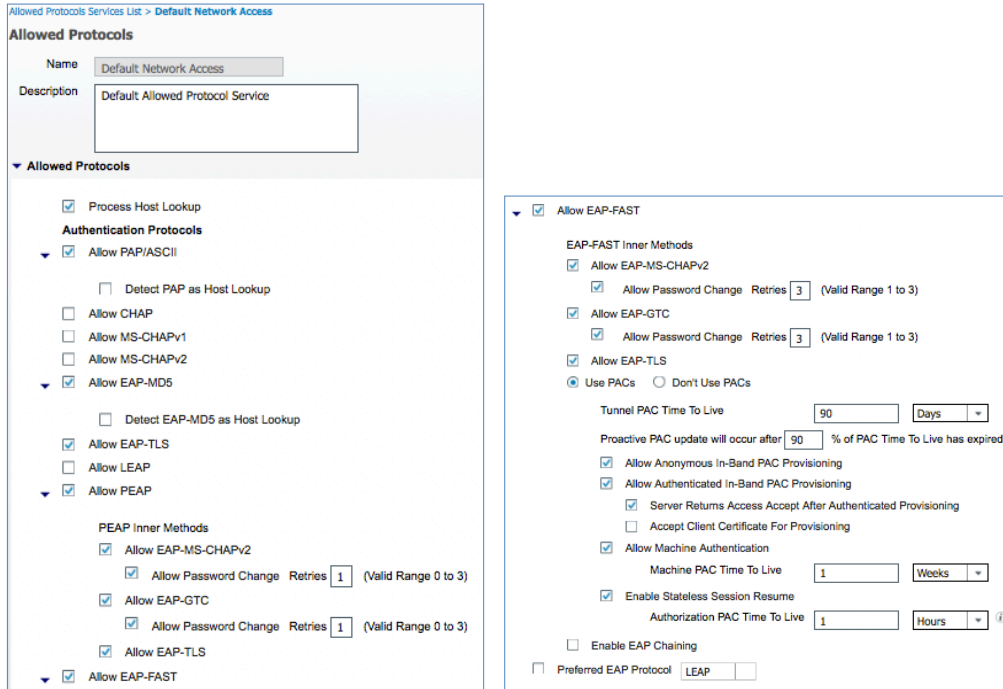 Allowed Protocols Services List > Default Network Access
Allowed Protocols
Name Default Network Access
Description Default Allowed Protocol Service
Allowed Protocols
Process Host Lookup
Authentication Protocols
Allow PAP/ASCII
Detect PAP as Host Lookup
Allow CHAP
Allow MS-CHAPv1
Allow MS-CHAPv2
Allow EAP-MD5
Detect EAP-MD5 as Host Lookup
Allow EAP-TLS
Allow LEAP
Allow PEAP
PEAP Inner Methods
Allow EAP-MS-CHAPv2
Allow Password Change Retries 1 (Valid Range 0 to 3)
Allow EAP-GTC
Allow Password Change Retries 1 (Valid Range 0 to 3)
Allow EAP-TLS
Allow EAP-FAST
Allow EAP-FAST
EAP-FAST Inner Methods
Allow EAP-MS-CHAPv2
Allow Password Change Retries 3 (Valid Range 1 to 3)
Allow EAP-GTC
Allow Password Change Retries 3 (Valid Range 1 to 3)
Allow EAP-TLS
Use PACs Don't Use PACs
Tunnel PAC Time To Live 90 Days
Proactive PAC update will occur after 90 % of PAC Time To Live has expired
Allow Anonymous In-Band PAC Provisioning
Allow Authenticated In-Band PAC Provisioning
Server Returns Access Accept After Authenticated Provisioning
Accept Client Certificate For Provisioning
Allow Machine Authentication
Machine PAC Time To Live 1 Weeks
Enable Stateless Session Resume
Authorization PAC Time To Live 1 Hours
Enable EAP Chaining
Preferred EAP Protocol LEAP